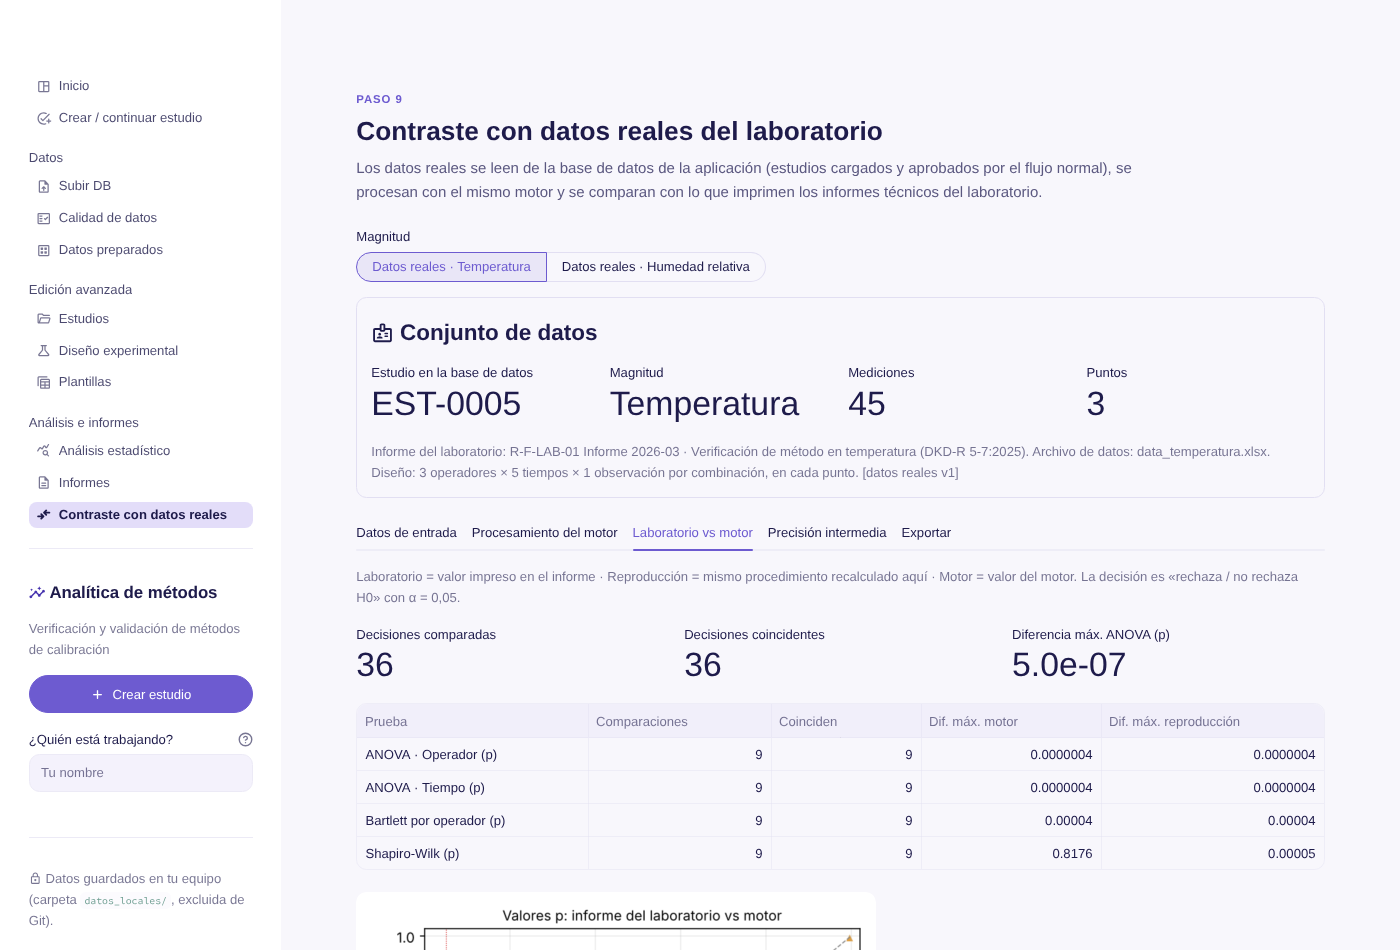 Inicio
Crear / continuar estudio
Datos
Subir DB
Calidad de datos
Datos preparados
Edición avanzada
Estudios
Diseño experimental
Plantillas
Análisis e informes
Análisis estadístico
Informes
Contraste con datos reales
Analítica de métodos
Verificación y validación de métodos
de calibración
+ Crear estudio
¿Quién está trabajando?
Tu nombre
Datos guardados en tu equipo
(carpeta datos_locales/ , excluida de
Git).
PASO 9
Contraste con datos reales del laboratorio
Los datos reales se leen de la base de datos de la aplicación (estudios cargados y aprobados por el flujo normal), se
procesan con el mismo motor y se comparan con lo que imprimen los informes técnicos del laboratorio.
Magnitud
Datos reales · Temperatura Datos reales · Humedad relativa
Conjunto de datos
Estudio en la base de datos Magnitud Mediciones Puntos
EST-0005 Temperatura 45 3
Informe del laboratorio: R-F-LAB-01 Informe 2026-03 · Verificación de método en temperatura (DKD-R 5-7:2025). Archivo de datos: data_temperatura.xlsx.
Diseño: 3 operadores × 5 tiempos × 1 observación por combinación, en cada punto. [datos reales v1]
Datos de entrada Procesamiento del motor Laboratorio vs motor Precisión intermedia Exportar
Laboratorio = valor impreso en el informe · Reproducción = mismo procedimiento recalculado aquí · Motor = valor del motor. La decisión es «rechaza / no rechaza
H0» con α = 0,05.
Decisiones comparadas Decisiones coincidentes Diferencia máx. ANOVA (p)
36 36 5.0e-07
Prueba Comparaciones Coinciden Dif. máx. motor Dif. máx. reproducción
ANOVA · Operador (p) 9 9 0.0000004 0.0000004
ANOVA · Tiempo (p) 9 9 0.0000004 0.0000004
Bartlett por operador (p) 9 9 0.00004 0.00004
Shapiro-Wilk (p) 9 9 0.8176 0.00005
Valores p: informe del laboratorio vs motor
1.0